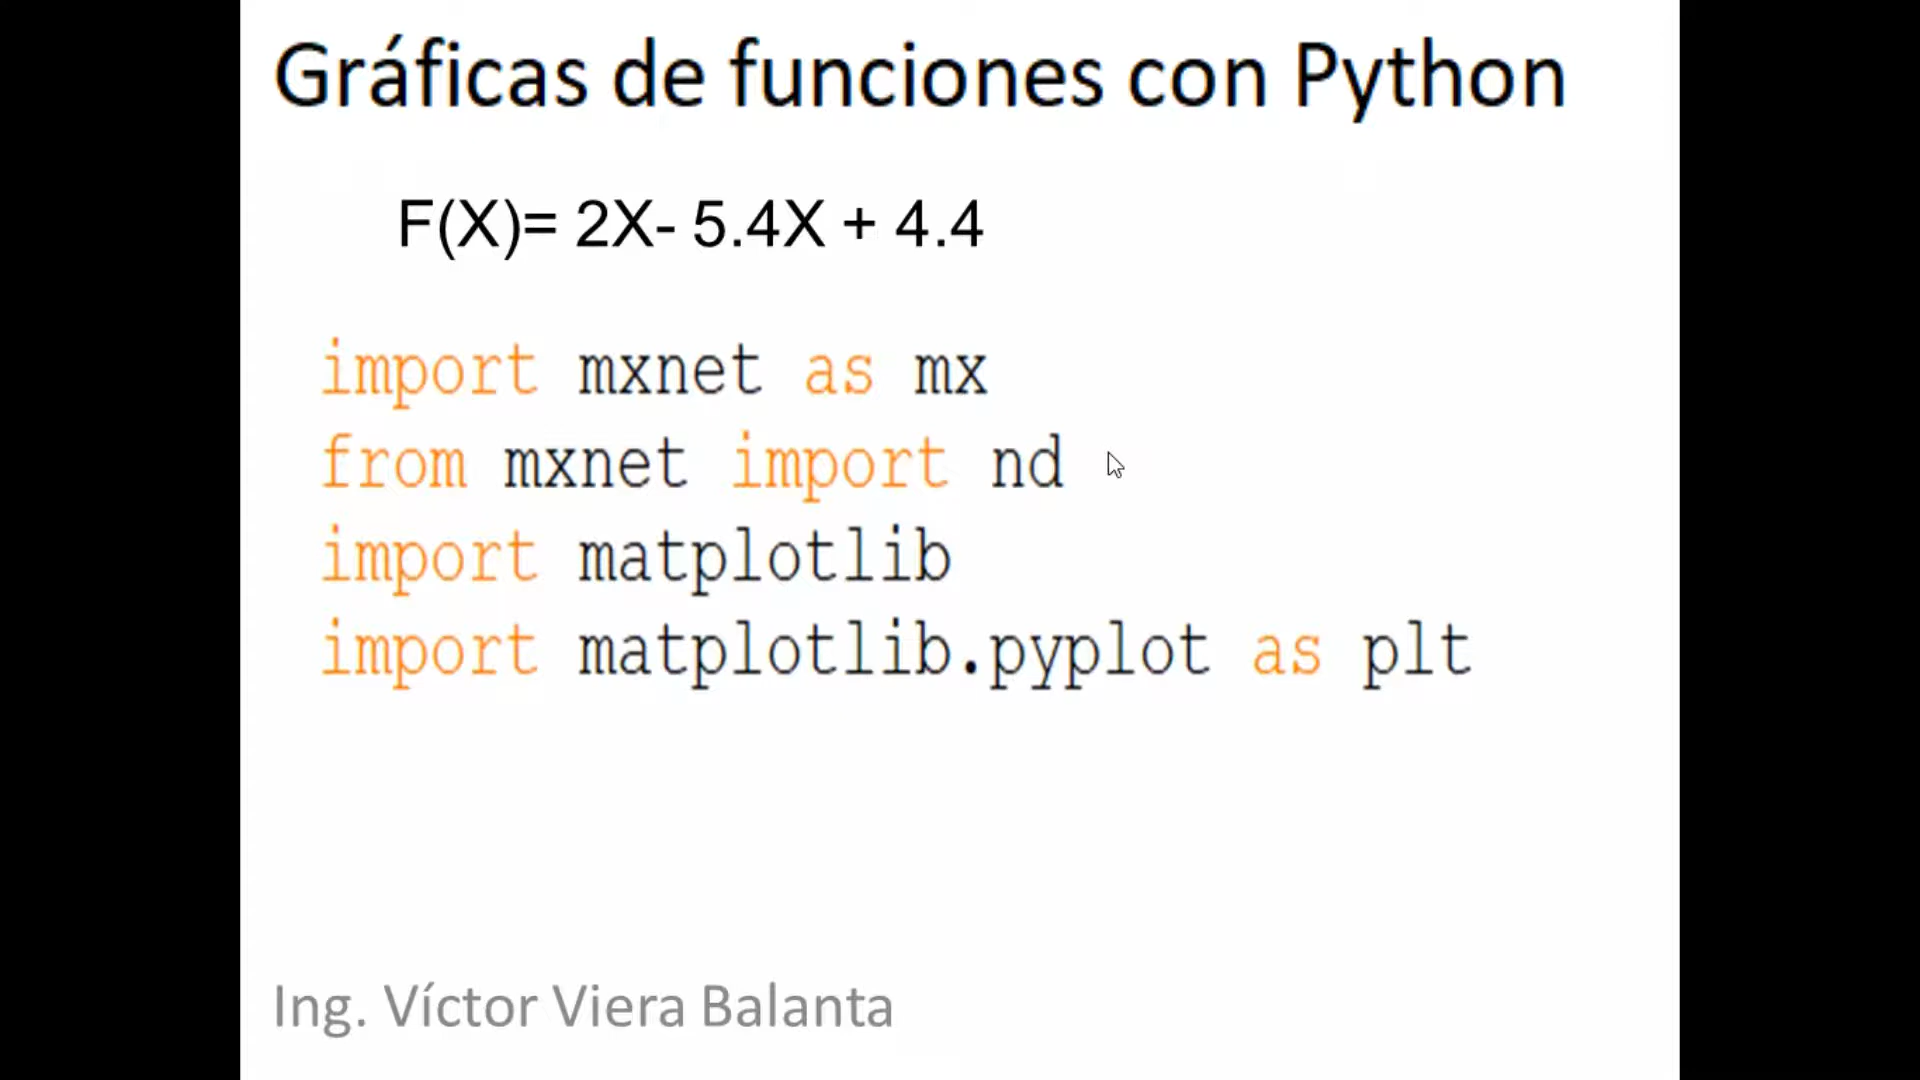 Gráficas de funciones con Python
F(X)= 2X- 5.4X + 4.4
import mxnet as mx
from mxnet import nd
import matplotlib
import matplotlib.pyplot as plt
Ing. Víctor Viera Balanta